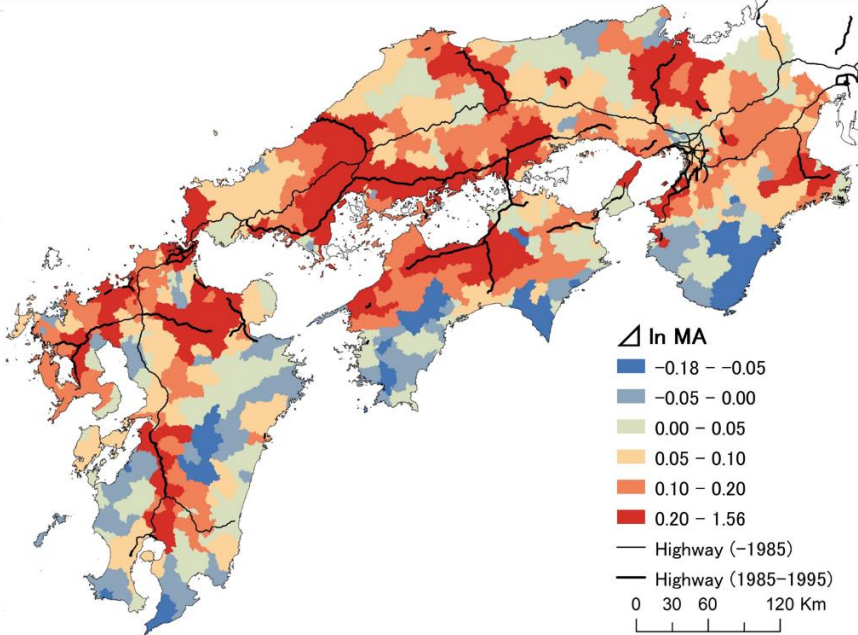 ⊿ ln MA
-0.18 - -0.05
-0.05 - 0.00
0.00 - 0.05
0.05 - 0.10
0.10 - 0.20
0.20 - 1.56
Highway (-1985)
Highway (1985-1995)
0 30 60 120 Km